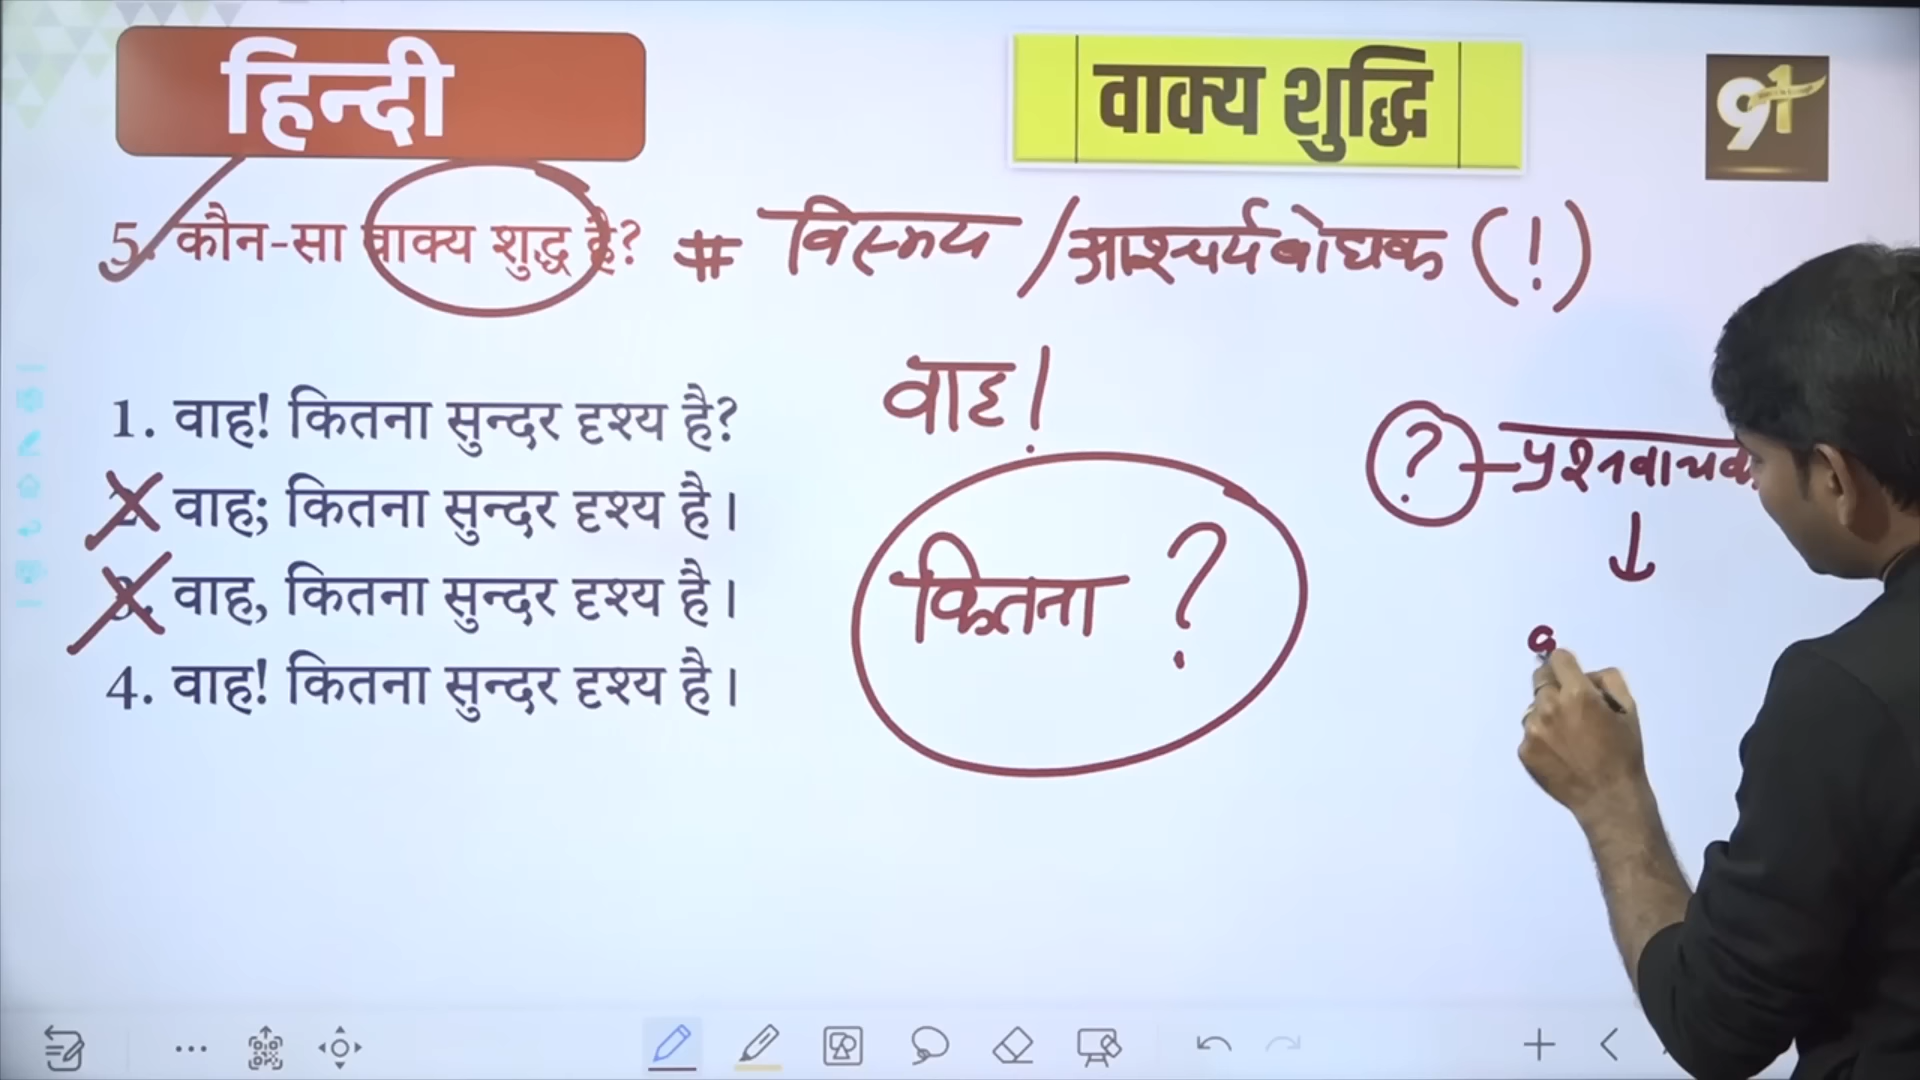 हिन्दी
वाक्य शुद्धि
91
5. कौन-सा वाक्य शुद्ध है?
# विस्मय / आश्चर्यबोधक (!)
1. वाह! कितना सुन्दर दृश्य है?
2. वाह; कितना सुन्दर दृश्य है।
3. वाह, कितना सुन्दर दृश्य है।
4. वाह! कितना सुन्दर दृश्य है।
वाह!
कितना ?
? – प्रश्नवाचक